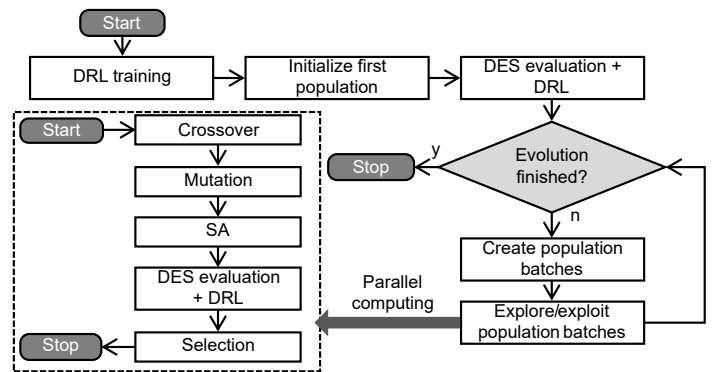 Start
DRL training
Initialize first
population
DES evaluation +
DRL
Start
Crossover
Mutation
SA
DES evaluation
+ DRL
Selection
Stop
Evolution
finished?
y
Stop
n
Create population
batches
Explore/exploit
population batches
Parallel
computing